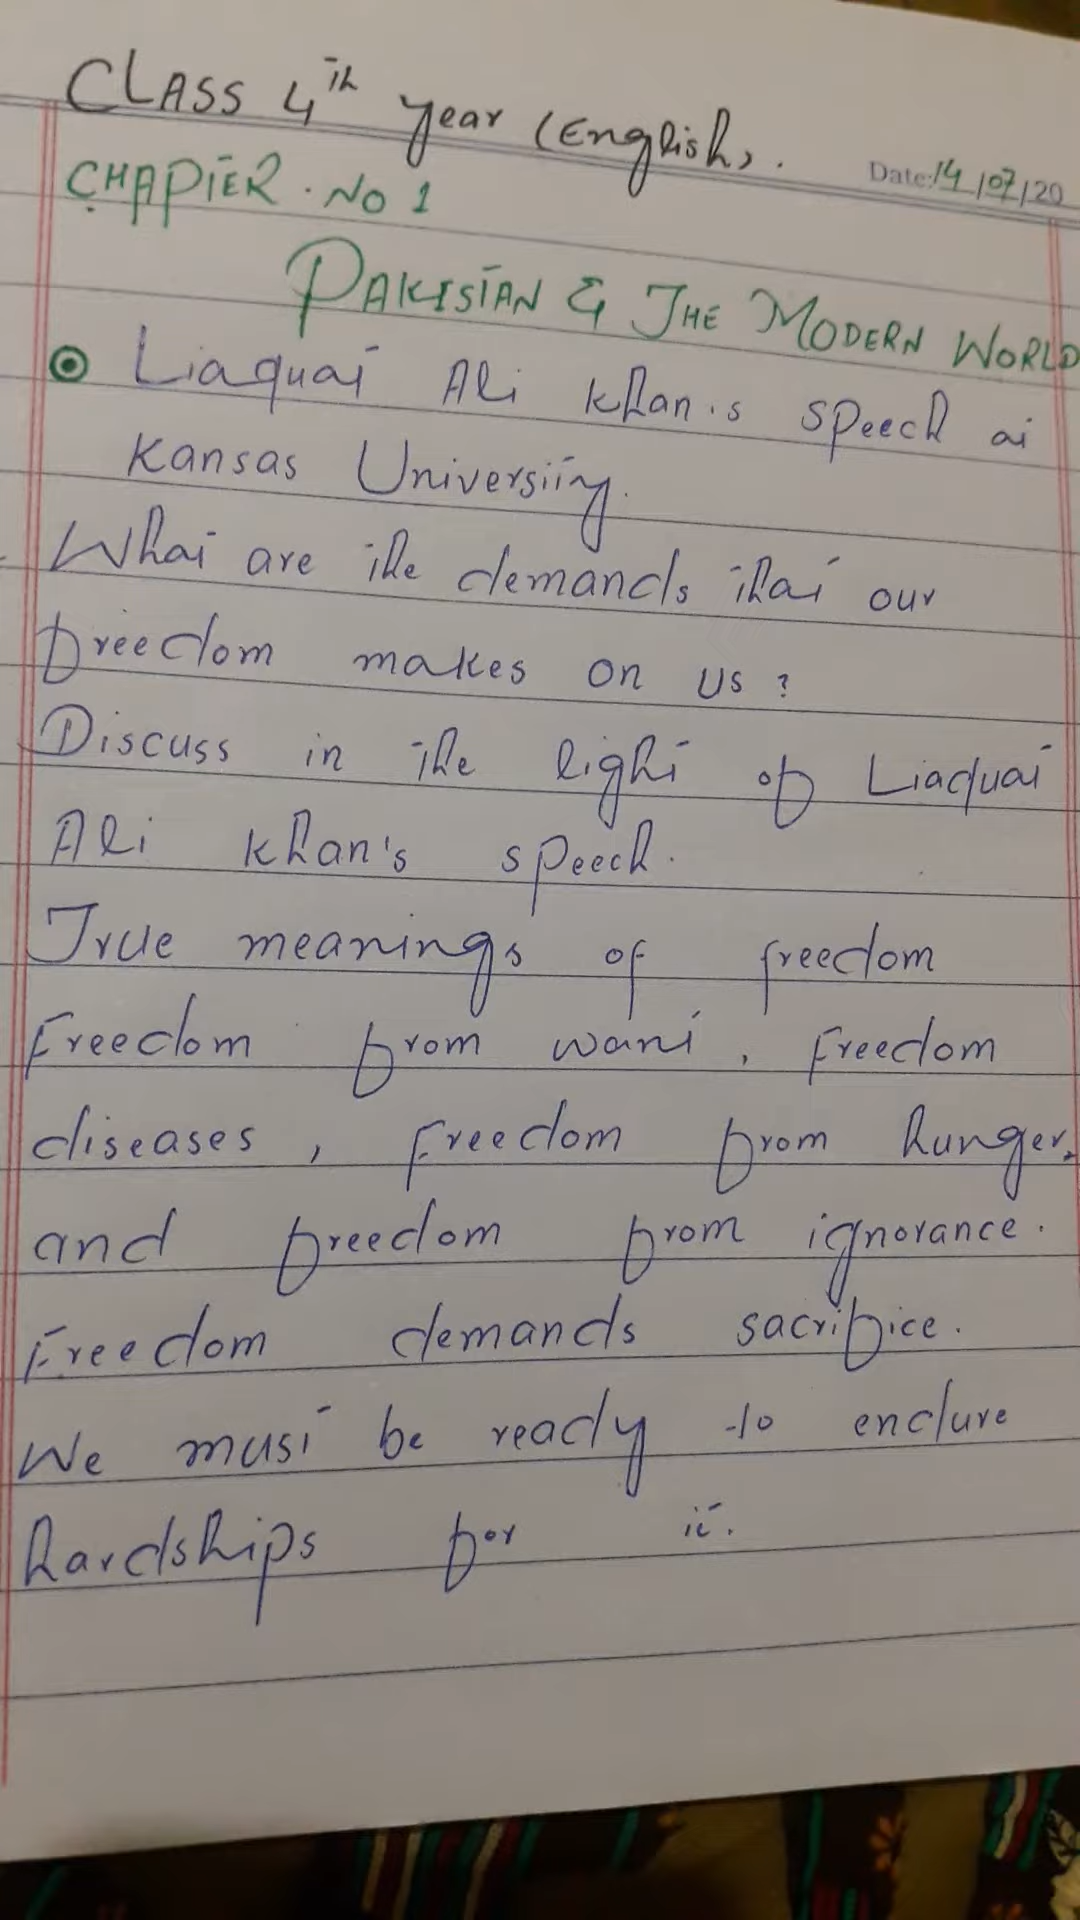 CLASS 4th year (English).
Date: 14/07/20
CHAPTER. No 1
PAKISTAN & THE MODERN WORLD
Liaquat Ali Khan's speech at
Kansas University.
What are the demands that our
freedom makes on us?
Discuss in the light of Liaquat
Ali Khan's speech.
True meanings of freedom
Freedom from want, Freedom
diseases, Freedom from hunger,
and freedom from ignorance.
Freedom demands sacrifice.
We must be ready to endure
hardships for it.